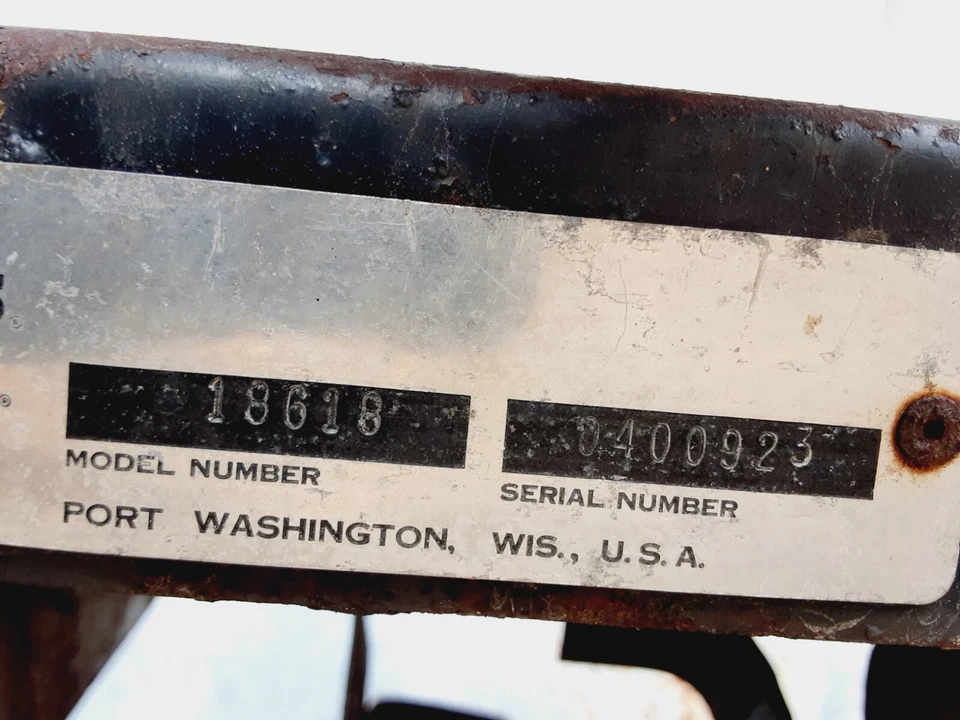 18618 0400923
MODEL NUMBER SERIAL NUMBER
PORT WASHINGTON, WIS., U.S.A.